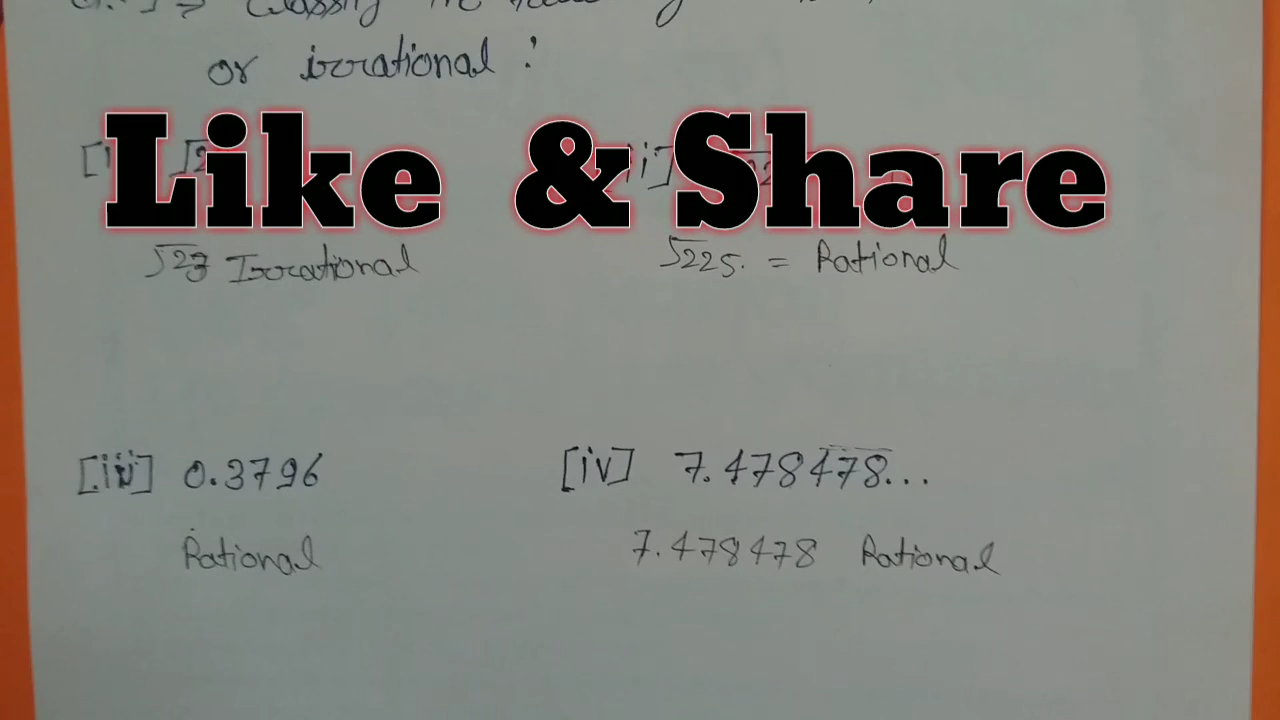 or irrational :
Like & Share
√23 Irrational
√225. = Rational
[iii] 0.3796
[iv] 7.478478...
Rational
7.478478 Rational